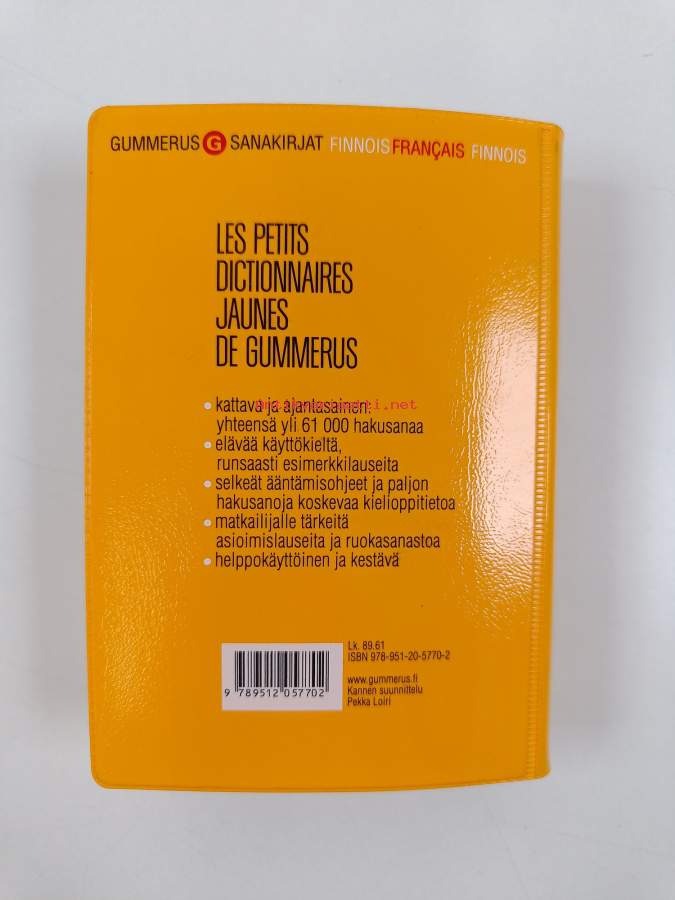 GUMMERUS G SANAKIRJAT FINNOIS FRANÇAIS FINNOIS
LES PETITS
DICTIONNAIRES
JAUNES
DE GUMMERUS
• kattava ja ajantasainen:
yhteensä yli 61 000 hakusanaa
• elävää käyttökieltä,
runsaasti esimerkkilauseita
• selkeät ääntämisohjeet ja paljon
hakusanoja koskevaa kielioppitietoa
• matkailijalle tärkeitä
asioimislauseita ja ruokasanastoa
• helppokäyttöinen ja kestävä
Lk. 89.61
ISBN 978-951-20-5770-2
www.gummerus.fi
Kannen suunnittelu
Pekka Loiri
9 789512 057702